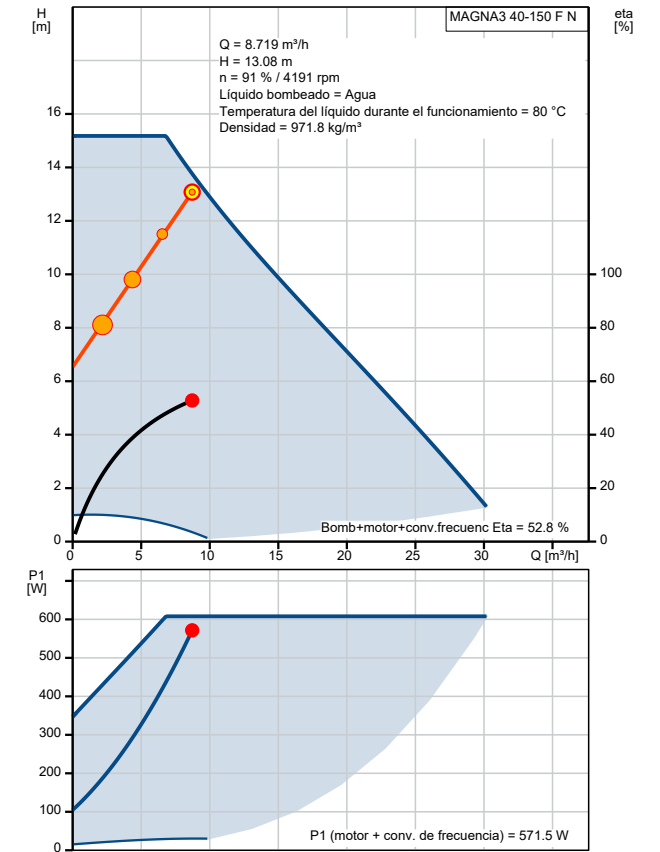 H
[m]
MAGNA3 40-150 F N
eta
[%]
Q = 8.719 m³/h
H = 13.08 m
n = 91 % / 4191 rpm
Líquido bombeado = Agua
Temperatura del líquido durante el funcionamiento = 80 °C
Densidad = 971.8 kg/m³
16
14
12
10
100
8
80
6
60
4
40
2
20
Bomb+motor+conv.frecuenc Eta = 52.8 %
0
0
0
5
10
15
20
25
30
Q [m³/h]
P1
[W]
600
500
400
300
200
100
P1 (motor + conv. de frecuencia) = 571.5 W
0